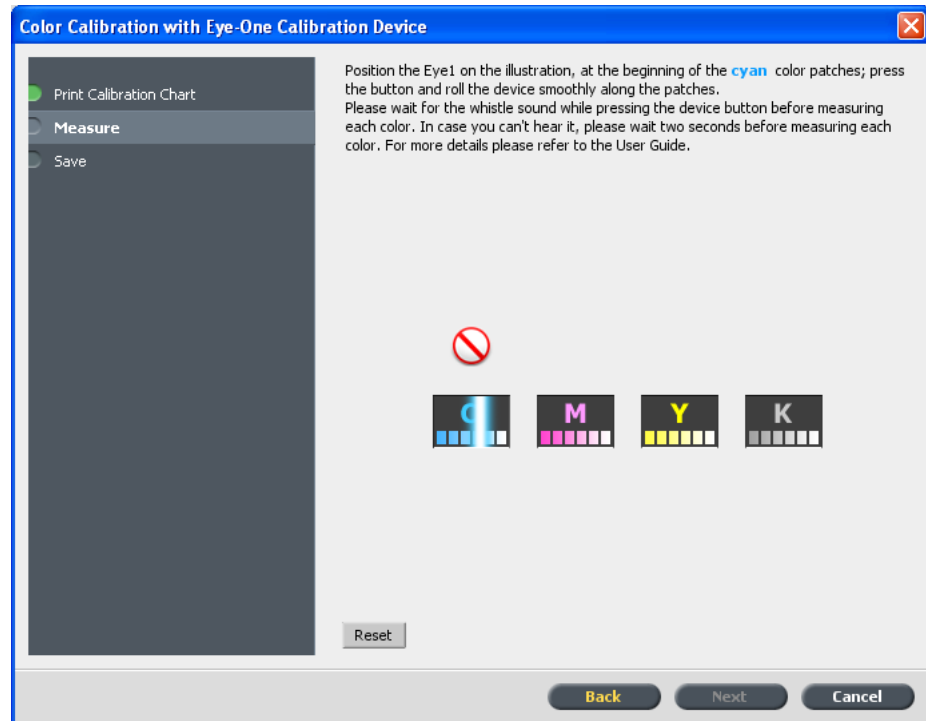 Color Calibration with Eye-One Calibration Device
Print Calibration Chart
Measure
Save
Position the Eye1 on the illustration, at the beginning of the cyan color patches; press
the button and roll the device smoothly along the patches.
Please wait for the whistle sound while pressing the device button before measuring
each color. In case you can't hear it, please wait two seconds before measuring each
color. For more details please refer to the User Guide.
C M Y K
Reset
Back Next Cancel